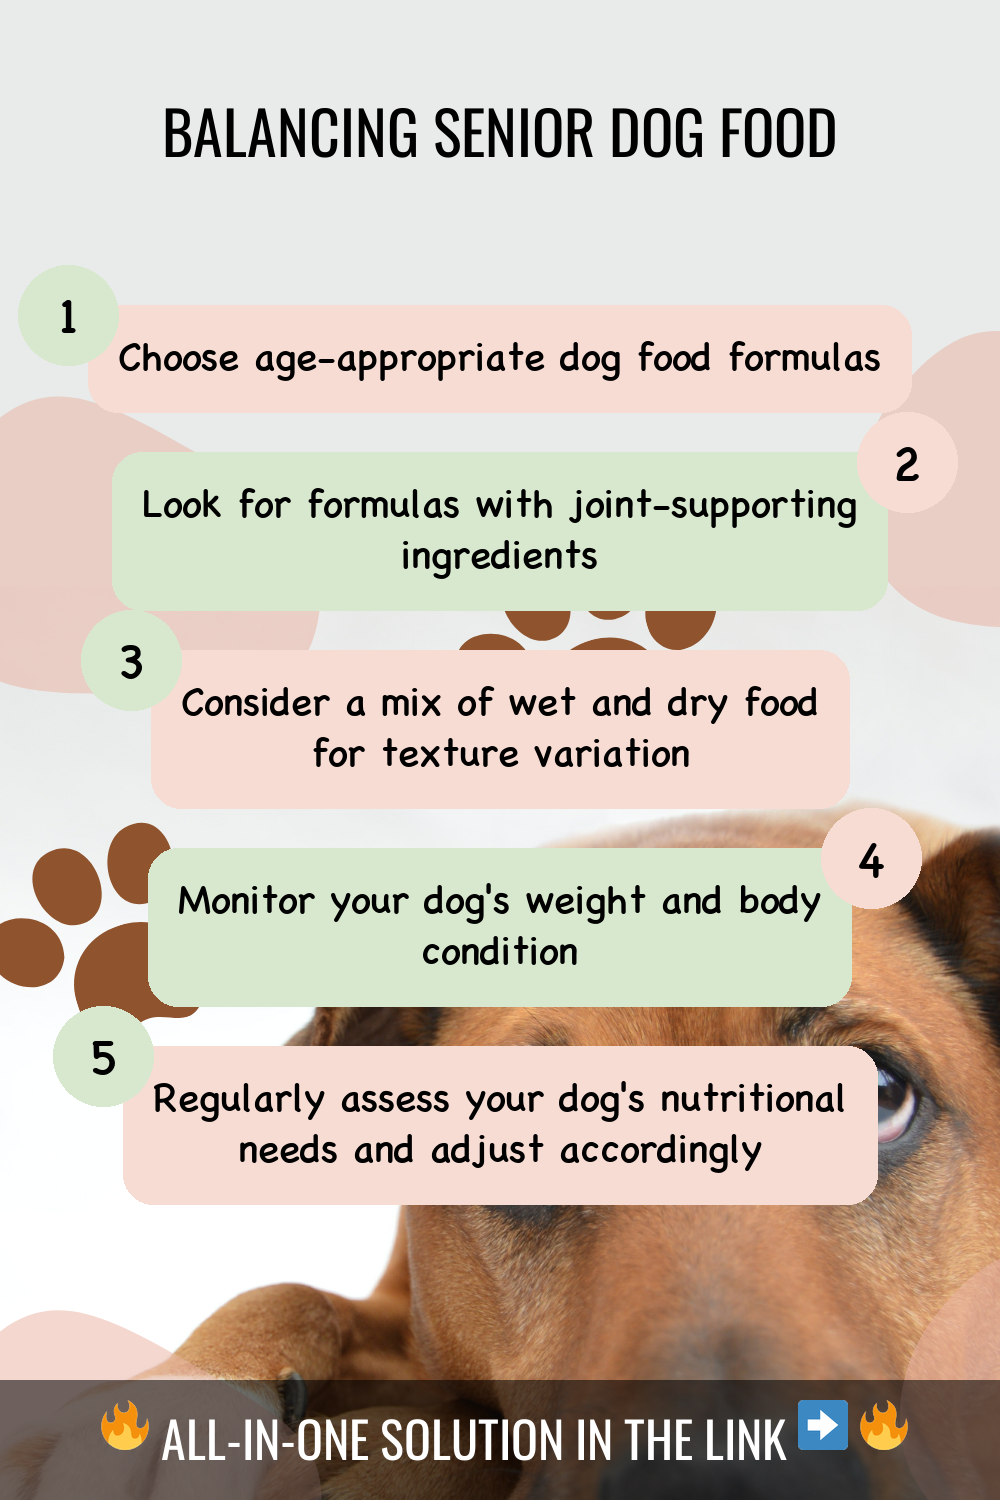 BALANCING SENIOR DOG FOOD
1
Choose age-appropriate dog food formulas
2
Look for formulas with joint-supporting
ingredients
3
Consider a mix of wet and dry food
for texture variation
4
Monitor your dog's weight and body
condition
5
Regularly assess your dog's nutritional
needs and adjust accordingly
🔥 ALL-IN-ONE SOLUTION IN THE LINK ➡️ 🔥